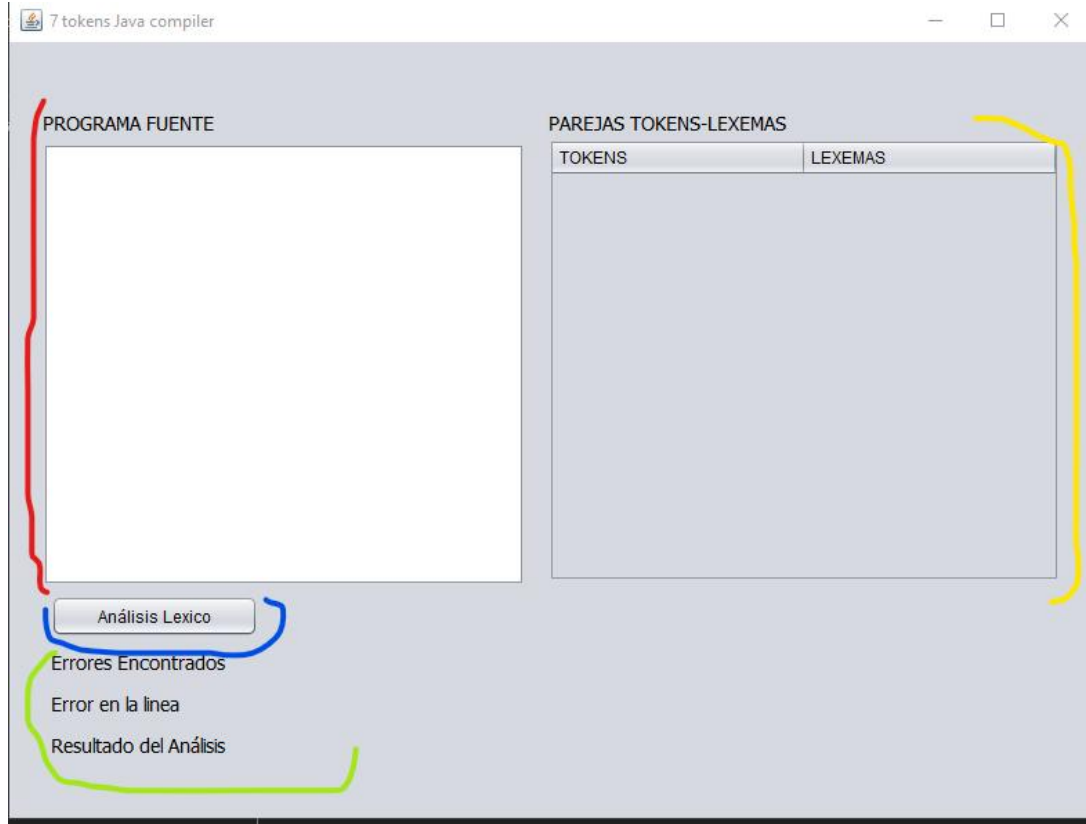 7 tokens Java compiler
PROGRAMA FUENTE
PAREJAS TOKENS-LEXEMAS
TOKENS LEXEMAS
Análisis Lexico
Errores Encontrados
Error en la linea
Resultado del Análisis